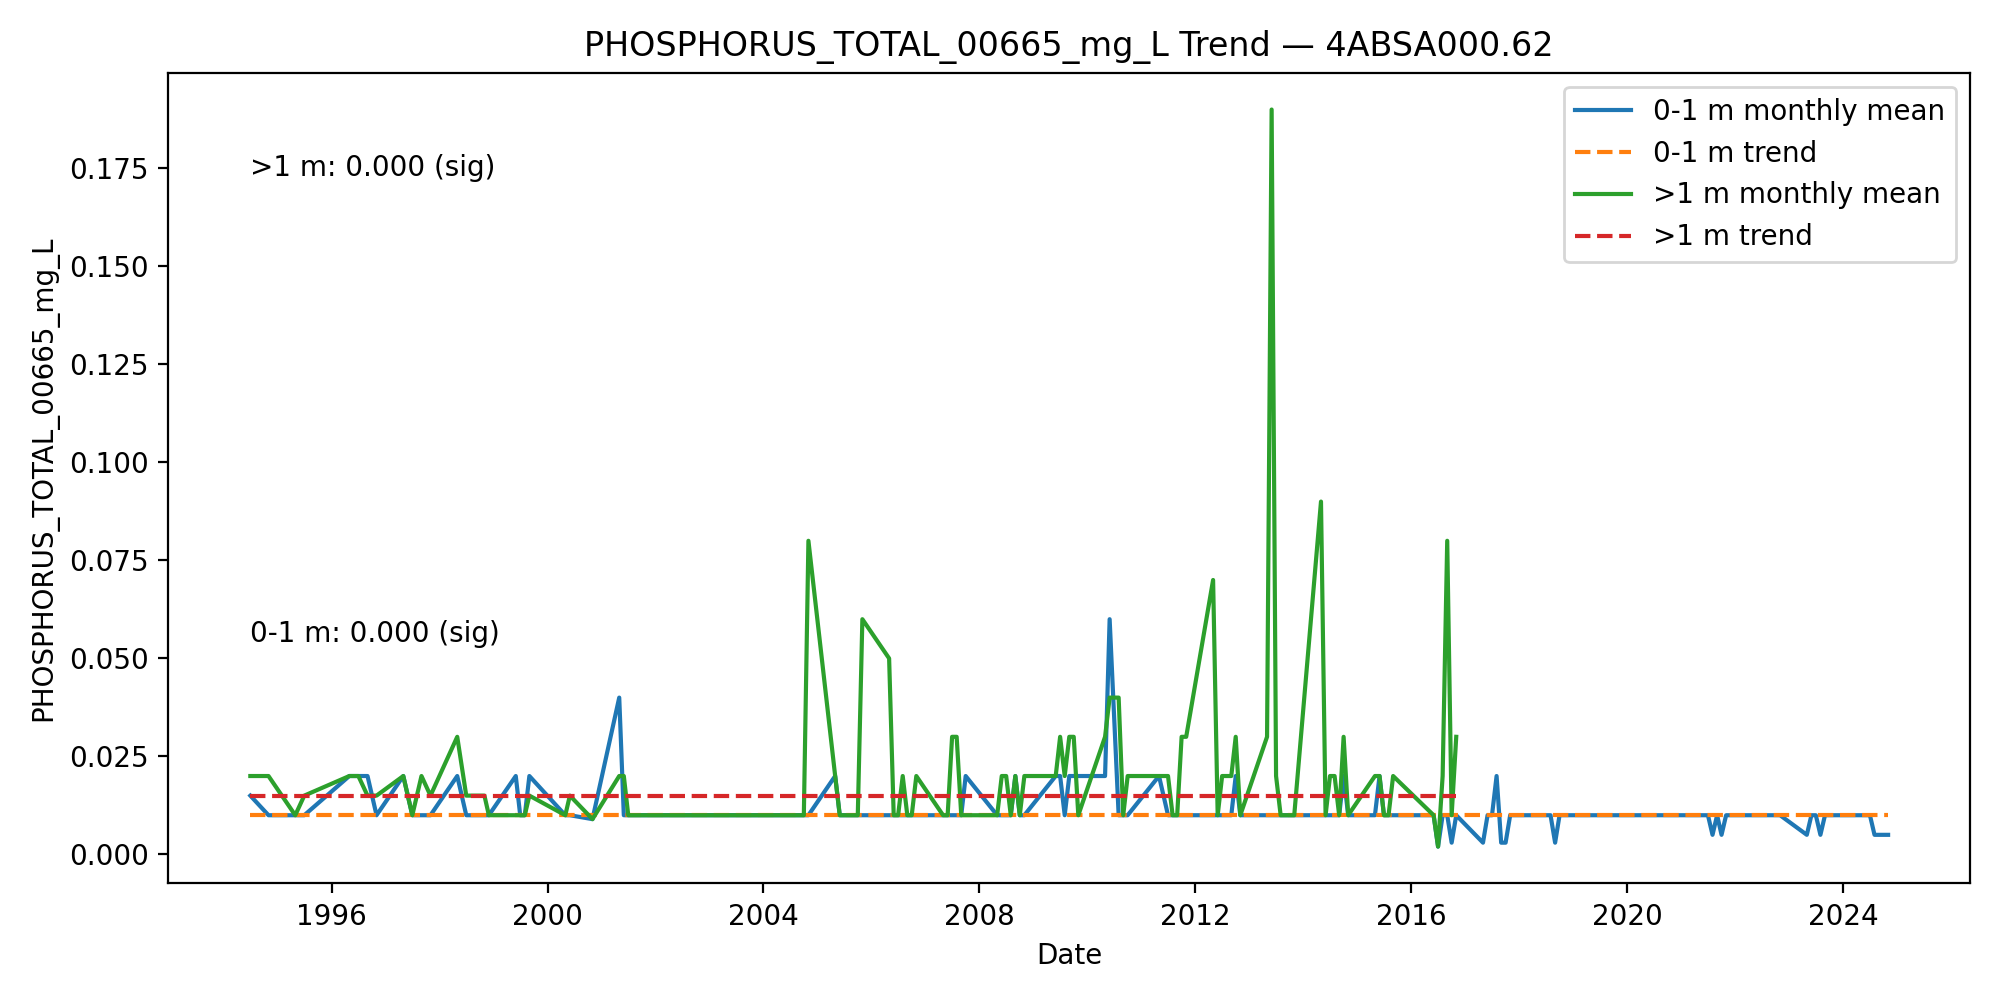 PHOSPHORUS_TOTAL_00665_mg_L Trend — 4ABSA000.62
0-1 m monthly mean
0-1 m trend
>1 m monthly mean
>1 m trend
>1 m: 0.000 (sig)
0-1 m: 0.000 (sig)
PHOSPHORUS_TOTAL_00665_mg_L
0.175
0.150
0.125
0.100
0.075
0.050
0.025
0.000
1996 2000 2004 2008 2012 2016 2020 2024
Date